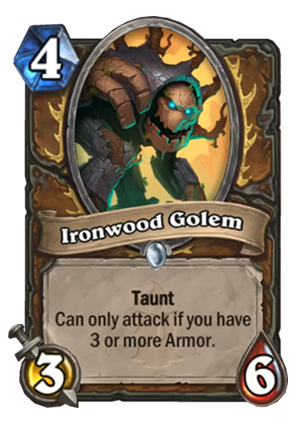 4
Ironwood Golem
Taunt
Can only attack if you have
3 or more Armor.
3
6